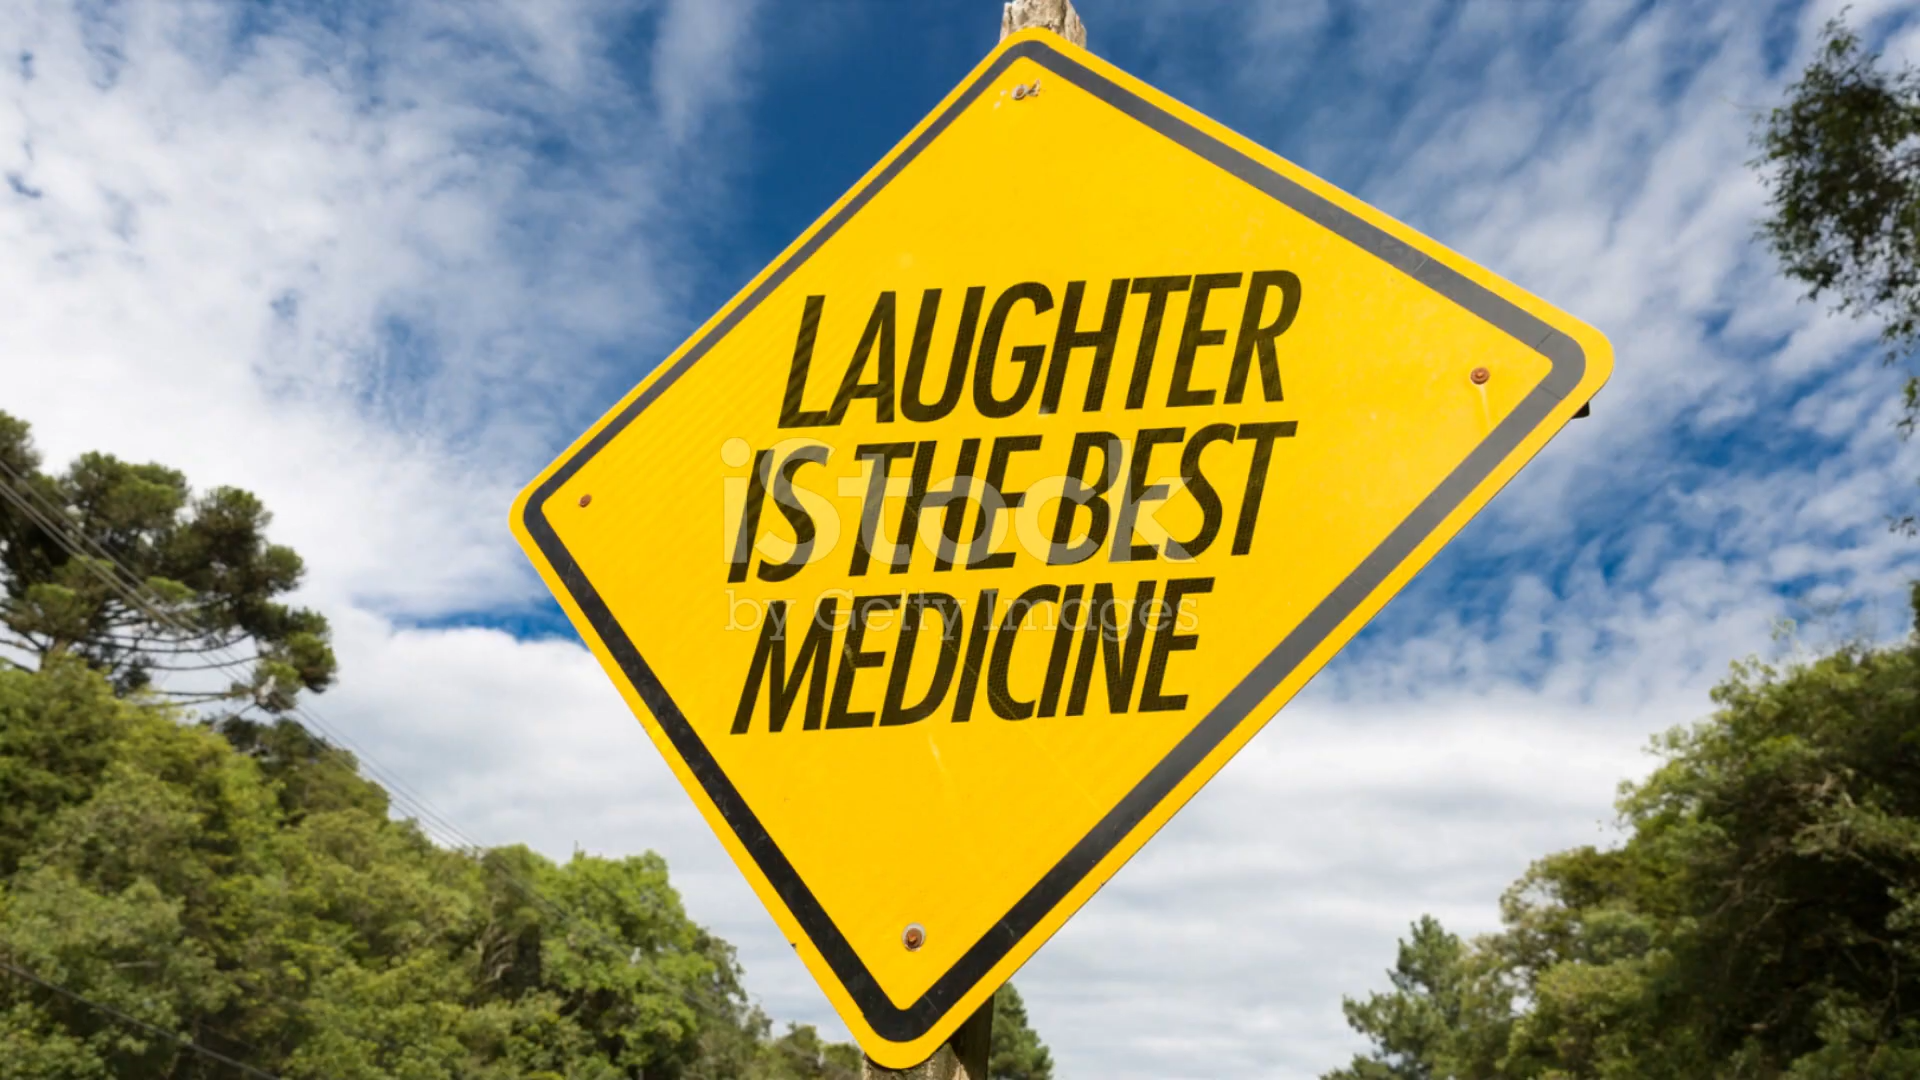 LAUGHTER
IS THE BEST
MEDICINE
iStock
by Getty Images